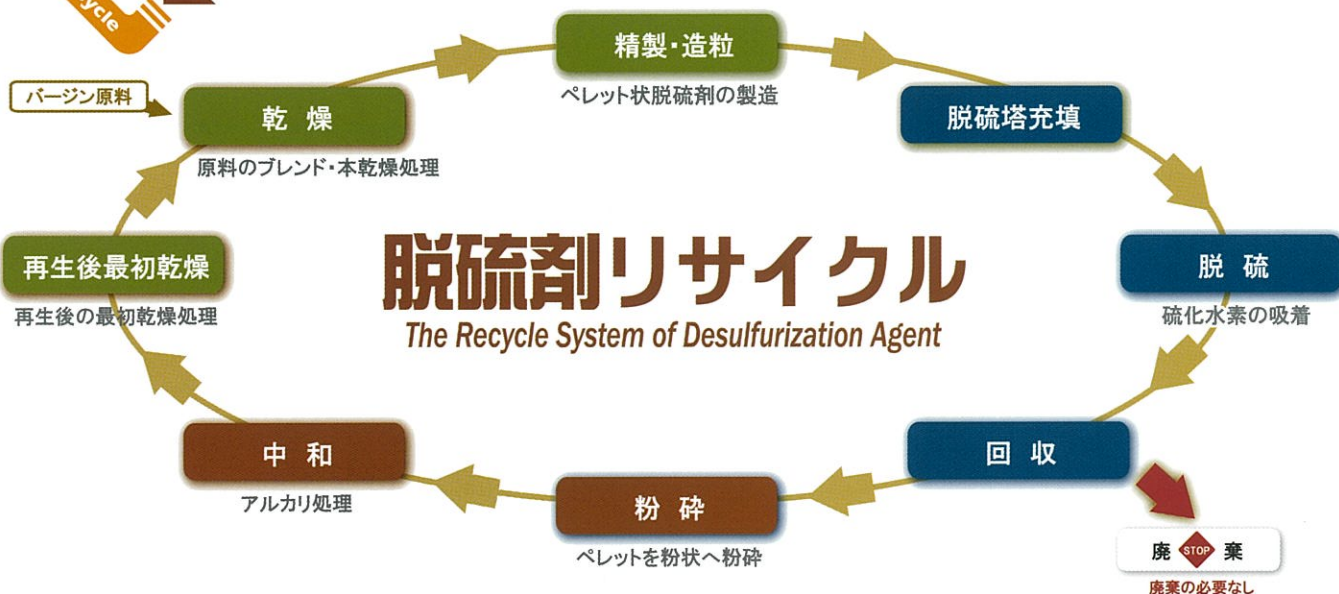 cycle
精製・造粒
ペレット状脱硫剤の製造
バージン原料
乾燥
原料のブレンド・本乾燥処理
脱硫塔充填
再生後最初乾燥
再生後の最初乾燥処理
脱硫剤リサイクル
The Recycle System of Desulfurization Agent
脱硫
硫化水素の吸着
中和
アルカリ処理
回収
粉砕
ペレットを粉状へ粉砕
廃 STOP 棄
廃棄の必要なし